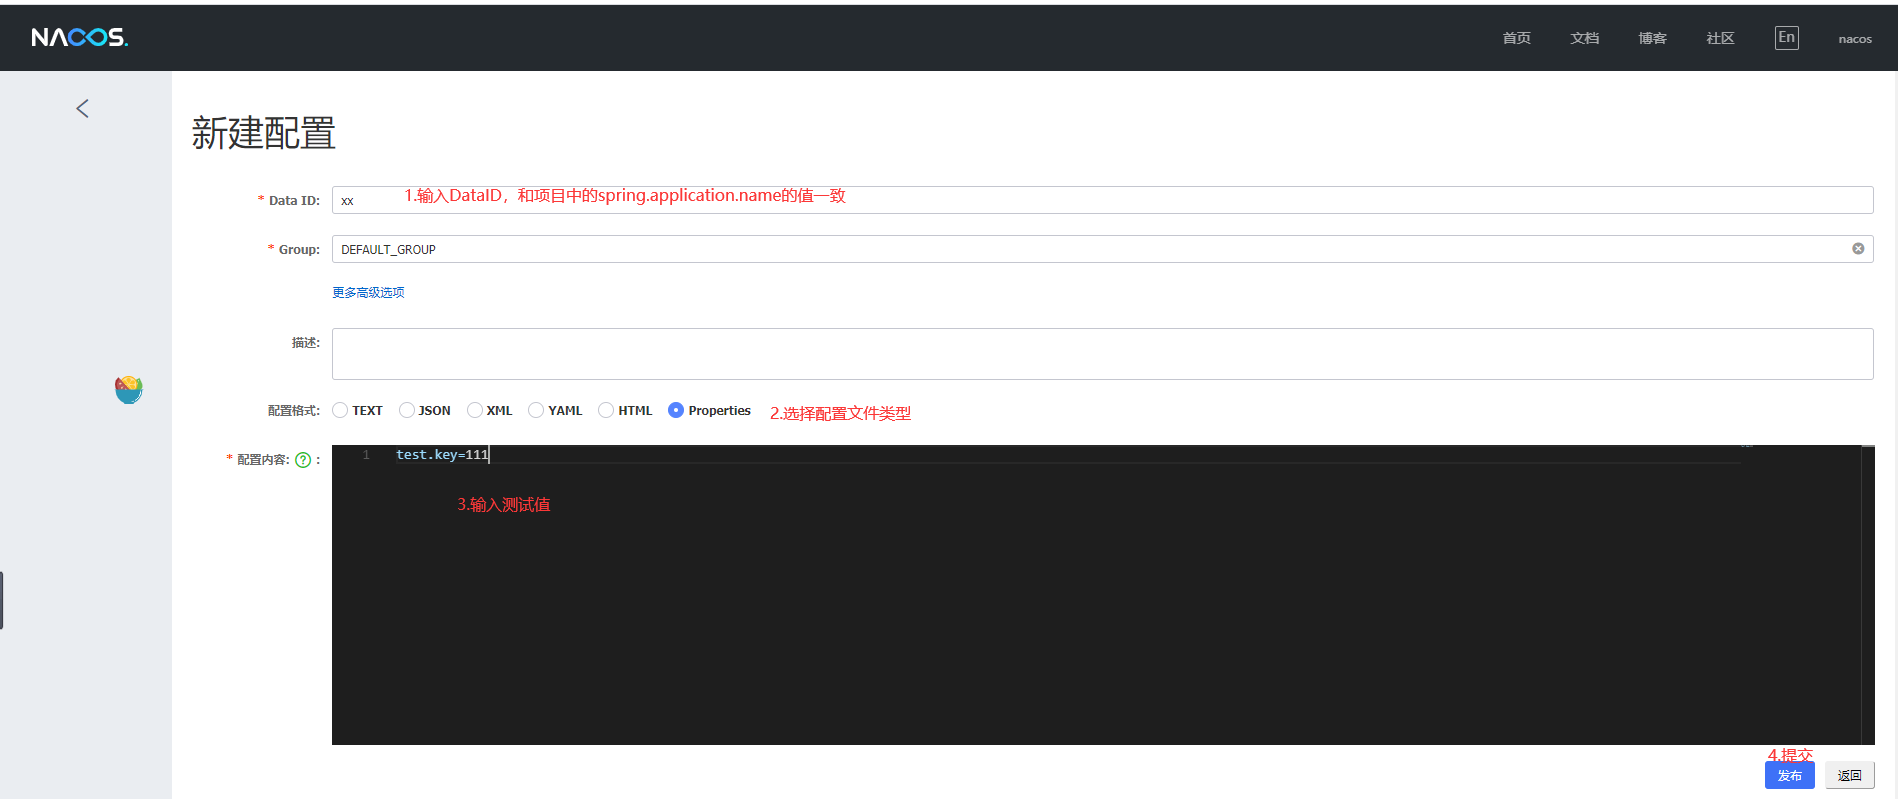 NACOS.
首页 文档 博客 社区 En nacos
新建配置
* Data ID: xx 1.输入DataID，和项目中的spring.application.name的值一致
* Group: DEFAULT_GROUP
更多高级选项
描述:
配置格式: TEXT JSON XML YAML HTML Properties 2.选择配置文件类型
* 配置内容: ? : 1 test.key=111
3.输入测试值
4.提交
发布 返回